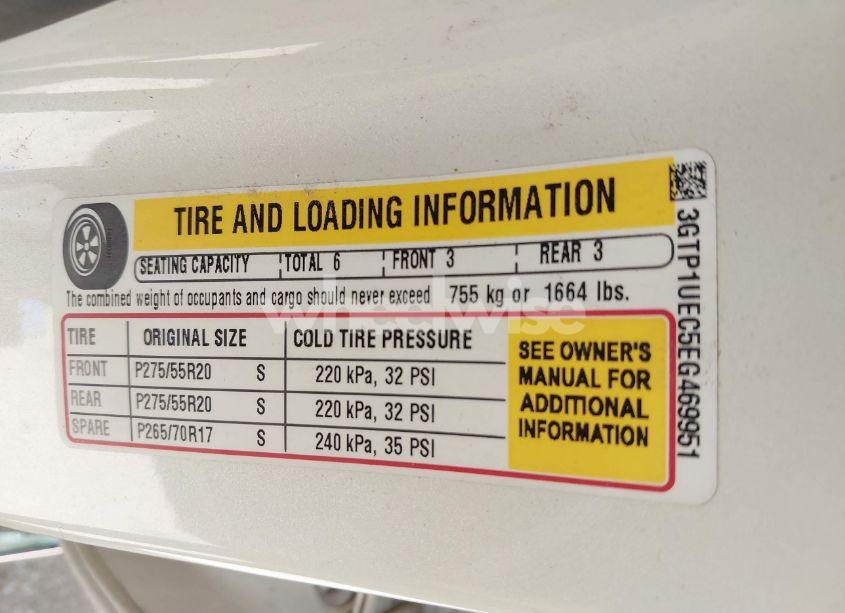 TIRE AND LOADING INFORMATION
SEATING CAPACITY TOTAL 6 FRONT 3 REAR 3
The combined weight of occupants and cargo should never exceed 755 kg or 1664 lbs.
TIRE ORIGINAL SIZE COLD TIRE PRESSURE
FRONT P275/55R20 S 220 kPa, 32 PSI
REAR P275/55R20 S 220 kPa, 32 PSI
SPARE P265/70R17 S 240 kPa, 35 PSI
SEE OWNER'S
MANUAL FOR
ADDITIONAL
INFORMATION
3GTP1UEC5EG469951
wheelwise